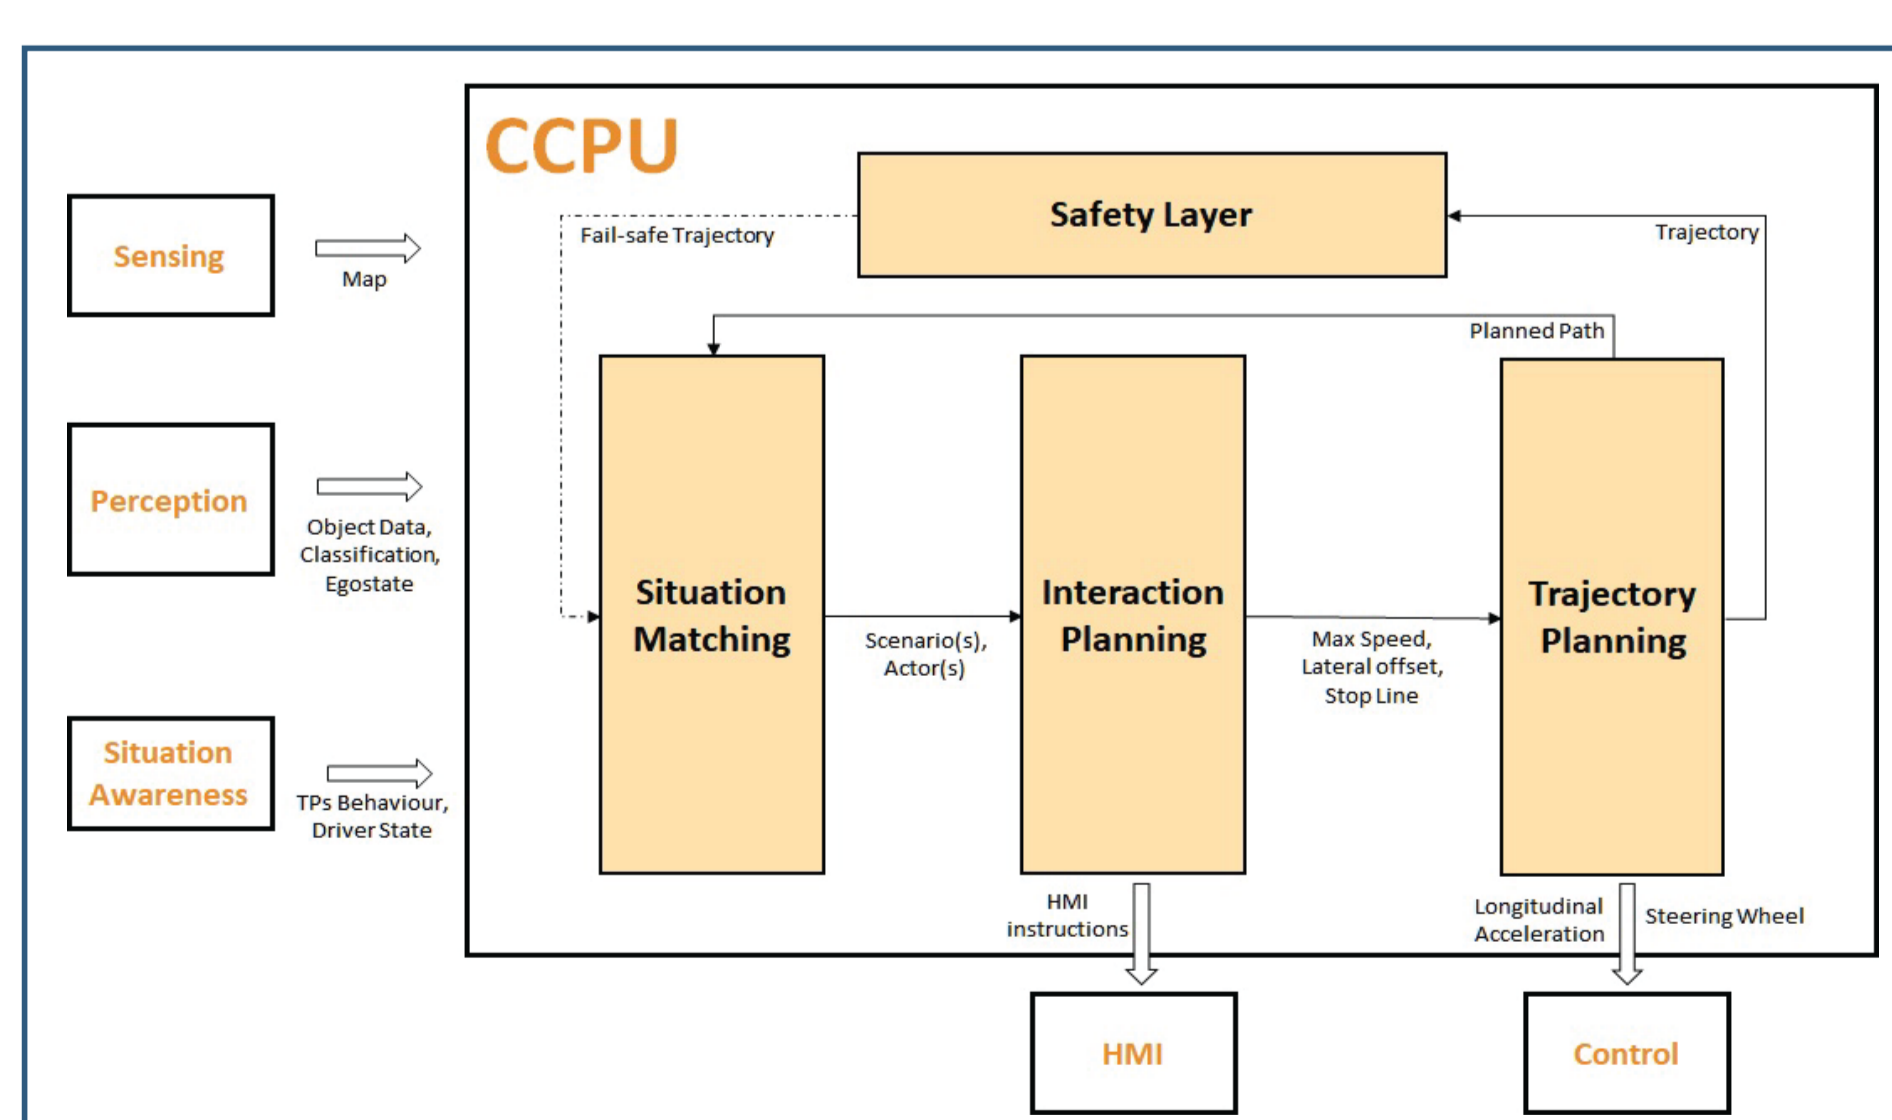 CCPU
Safety Layer
Fail-safe Trajectory
Trajectory
Sensing
Map
Planned Path
Perception
Object Data,
Classification,
Egostate
Situation
Matching
Scenario(s),
Actor(s)
Interaction
Planning
Max Speed,
Lateral offset,
Stop Line
Trajectory
Planning
Situation
Awareness
TPs Behaviour,
Driver State
HMI
instructions
Longitudinal
Acceleration
Steering Wheel
HMI
Control